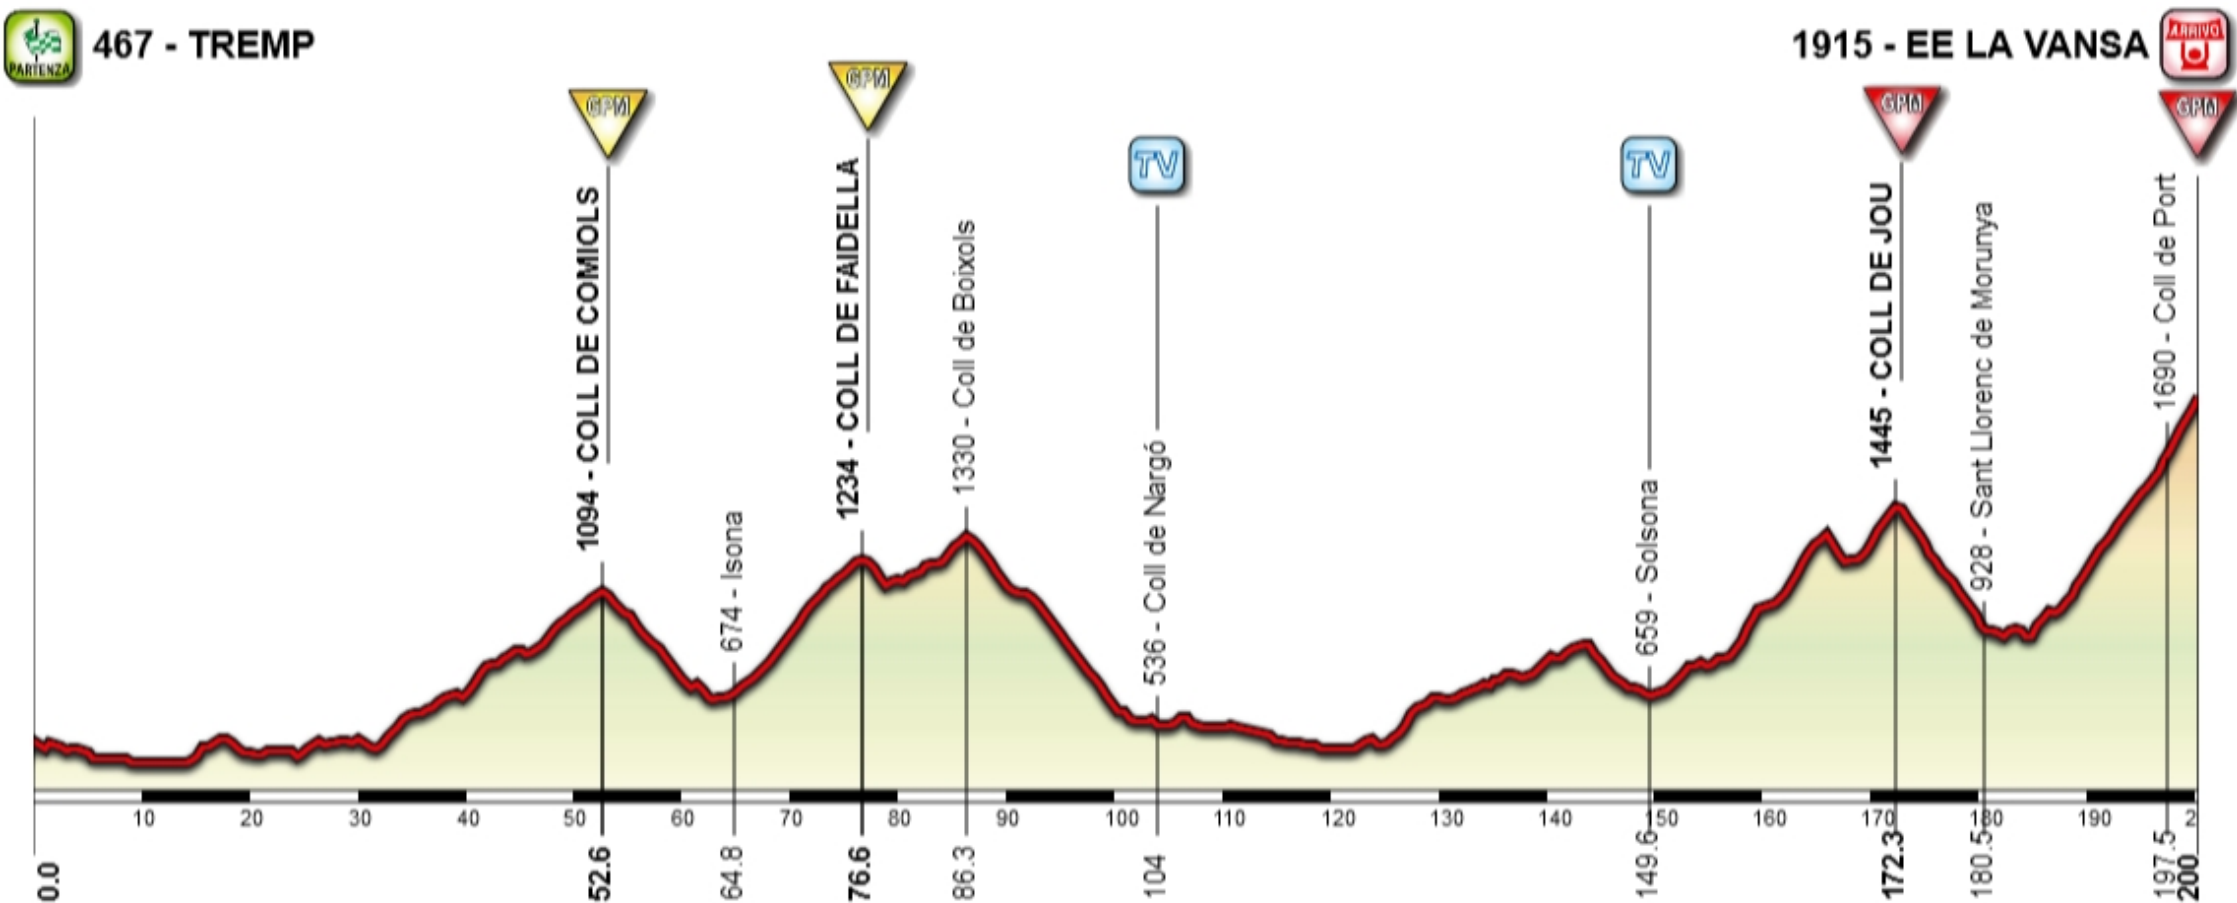 467 - TREMP
1915 - EE LA VANSA
PARTENZA
ARRIVO
GPM
GPM
GPM
GPM
TV
TV
1094 - COLL DE COMIOLS
674 - Isona
1234 - COLL DE FAIDELLA
1330 - Coll de Boixols
536 - Coll de Nargó
659 - Solsona
1445 - COLL DE JOU
928 - Sant Llorenc de Morunya
1690 - Coll de Port
10 20 30 40 50 60 70 80 90 100 110 120 130 140 150 160 170 180 190 2
0.0 52.6 64.8 76.6 86.3 104 149.6 172.3 180.5 197.5 200